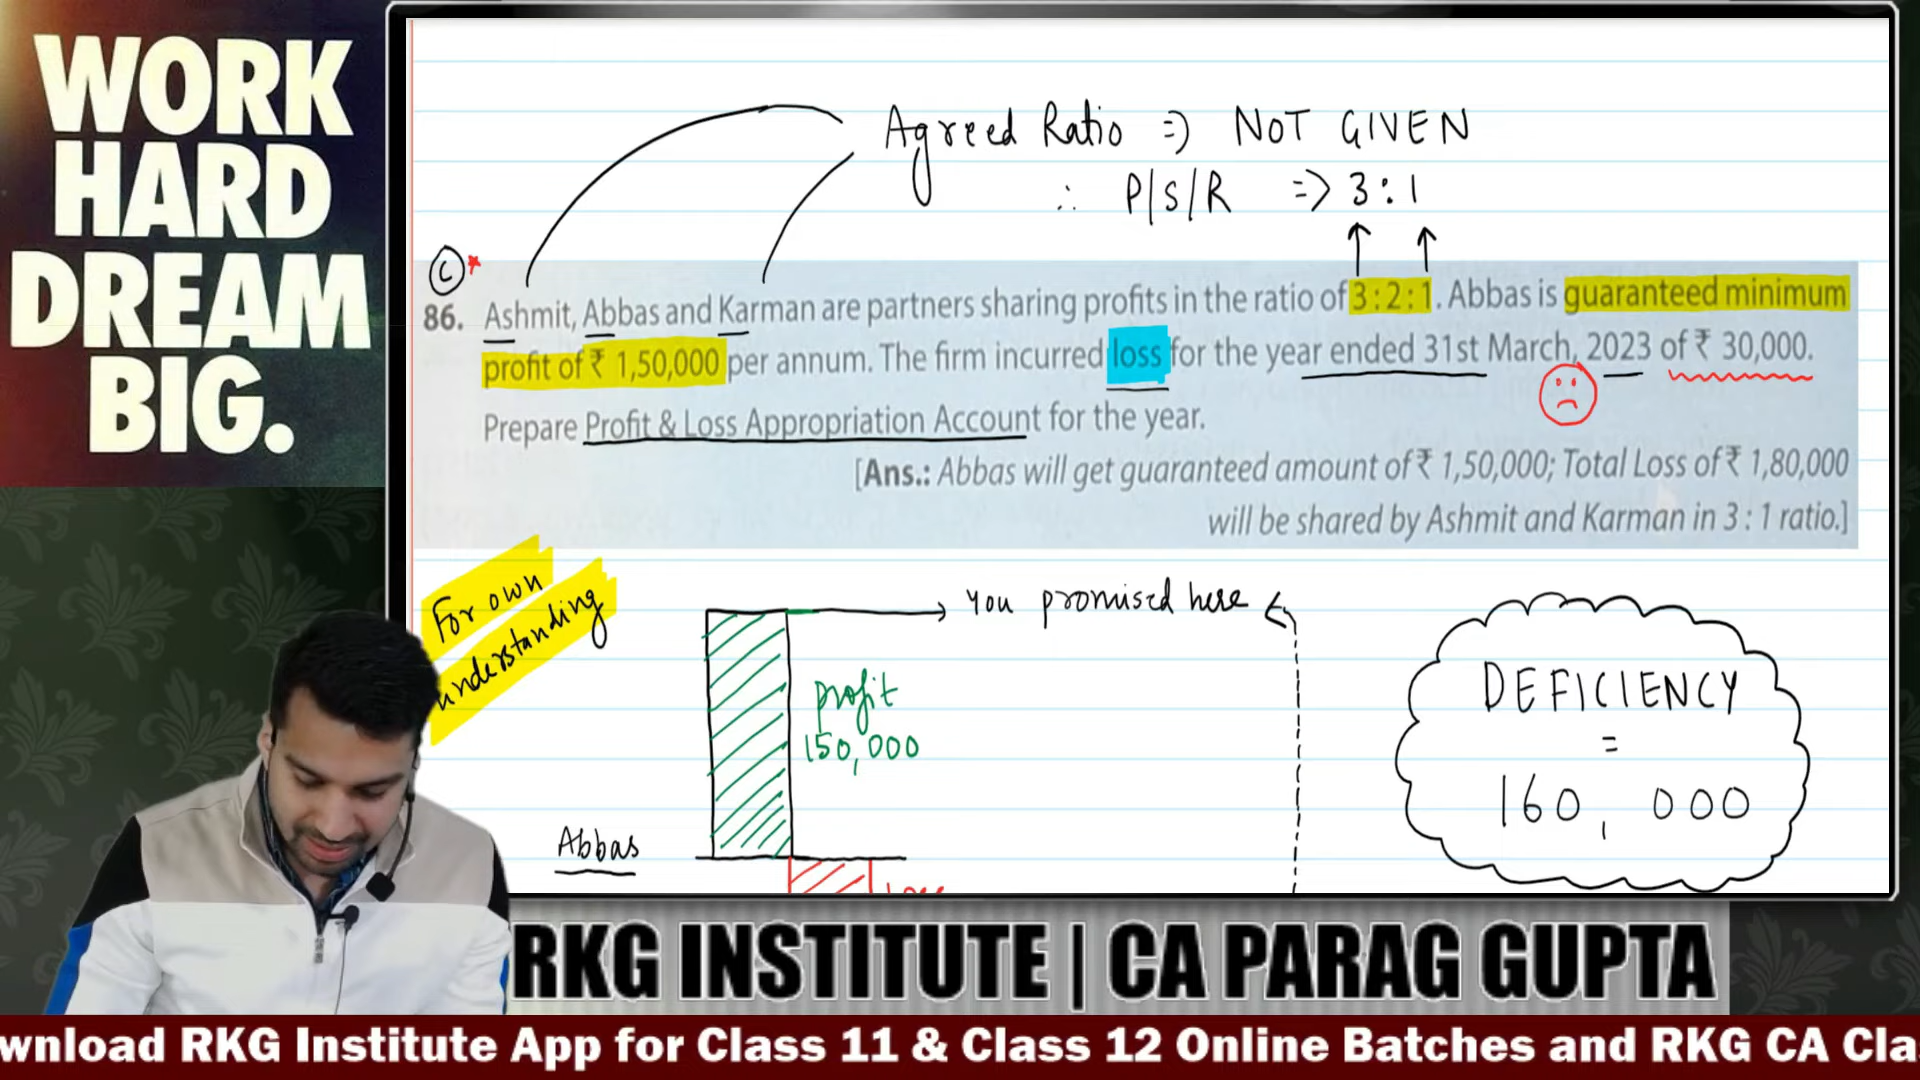 WORK
HARD
DREAM
BIG.
Agreed Ratio => NOT GIVEN
∴ P/S/R => 3:1
C *
86. Ashmit, Abbas and Karman are partners sharing profits in the ratio of 3 : 2 : 1. Abbas is guaranteed minimum
profit of ₹ 1,50,000 per annum. The firm incurred loss for the year ended 31st March, 2023 of ₹ 30,000.
Prepare Profit & Loss Appropriation Account for the year.
[Ans.: Abbas will get guaranteed amount of ₹ 1,50,000; Total Loss of ₹ 1,80,000
will be shared by Ashmit and Karman in 3 : 1 ratio.]
For own
understanding
You promised here
profit
150,000
DEFICIENCY
=
160,000
Abbas
RKG INSTITUTE | CA PARAG GUPTA
wnload RKG Institute App for Class 11 & Class 12 Online Batches and RKG CA Cla